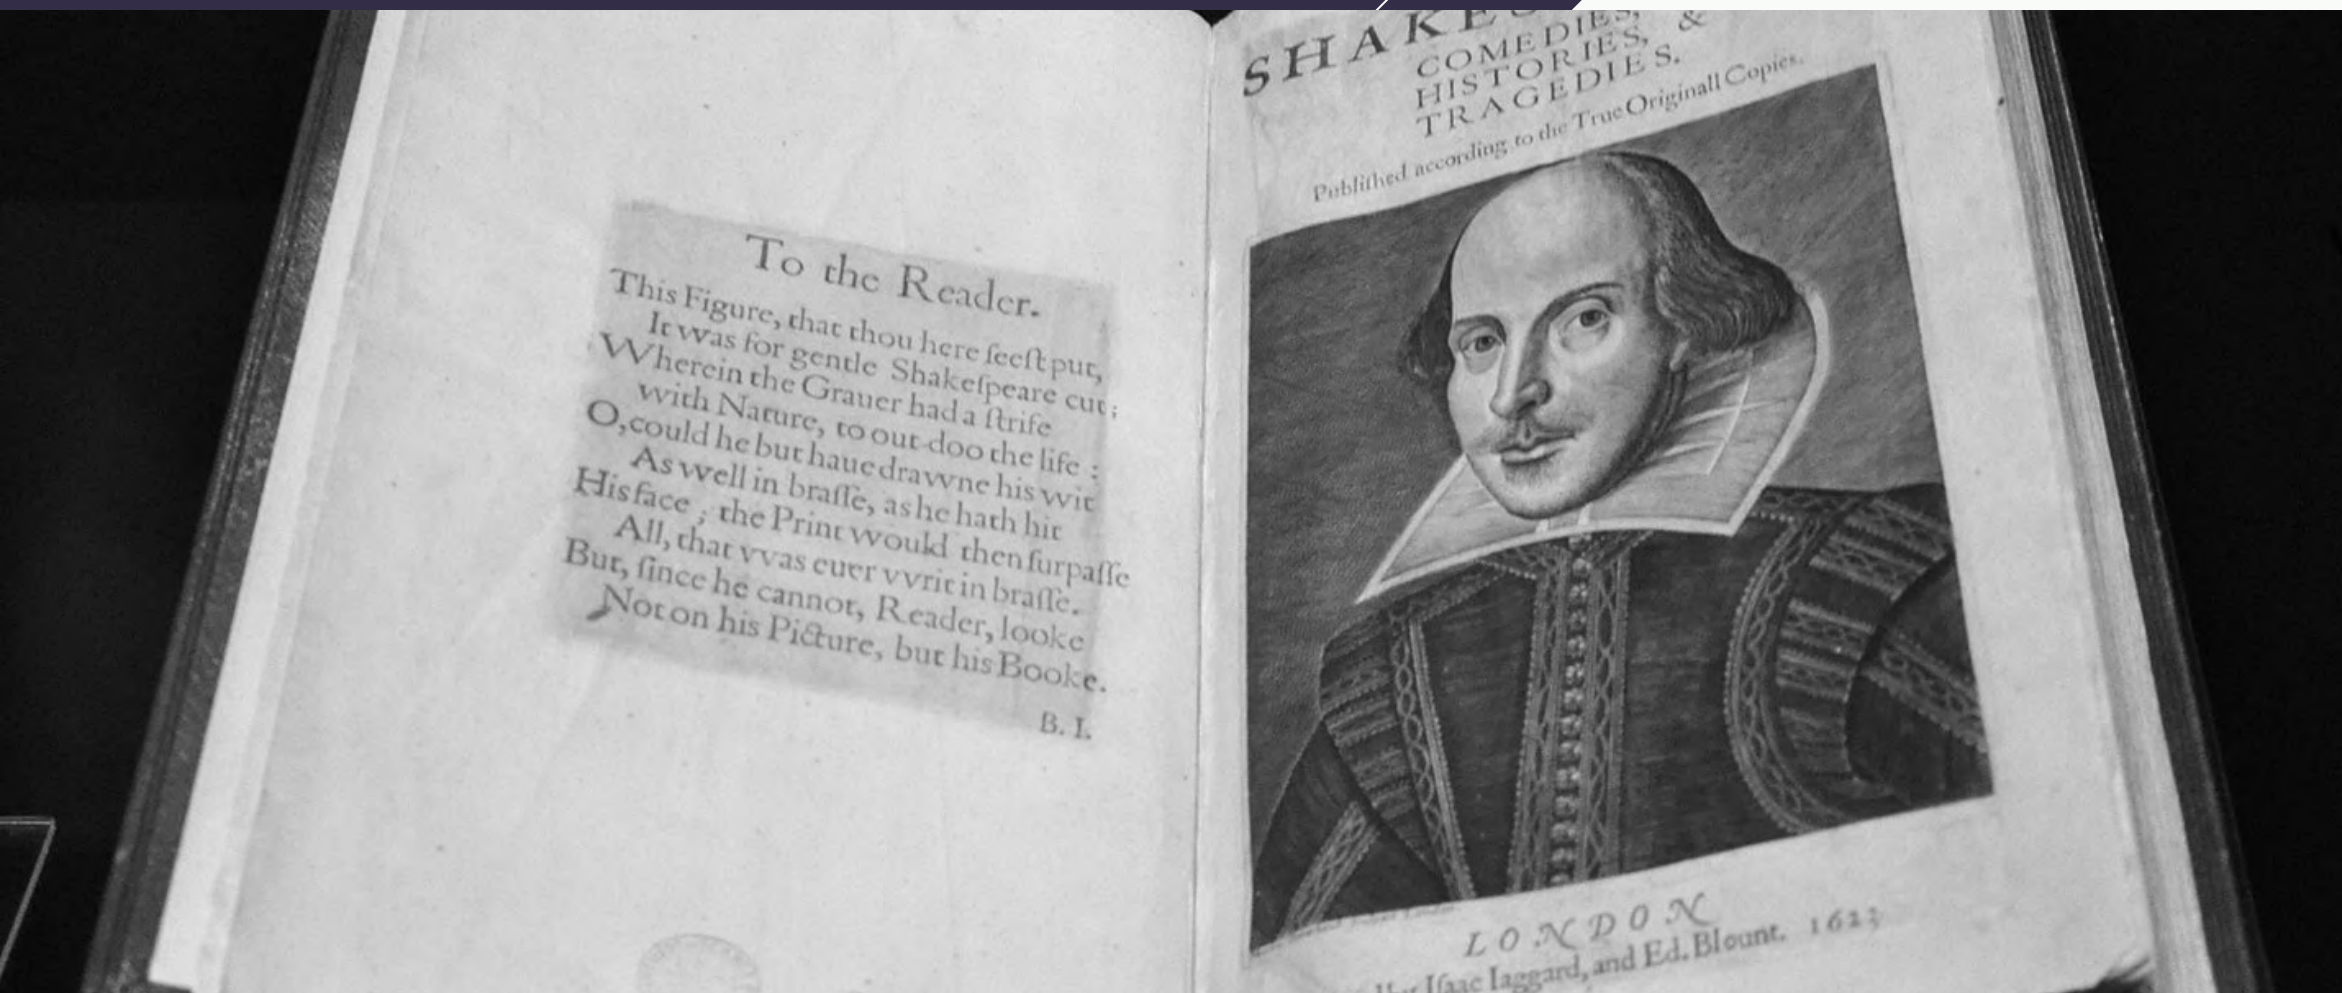 To the Reader.
This Figure, that thou here ſeeſt put,
It was for gentle Shakeſpeare cut;
Wherein the Grauer had a ſtrife
with Nature, to out-doo the life :
O, could he but haue drawne his wit
As well in braſſe, as he hath hit
His face ; the Print would then ſurpaſſe
All, that vvas euer vvrit in braſſe.
But, ſince he cannot, Reader, looke
Not on his Picture, but his Booke.
B. I.
COMEDIES,
HISTORIES, &
TRAGEDIES.
Publiſhed according to the True Originall Copies.
LONDON
Iſaac Iaggard, and Ed. Blount. 1623